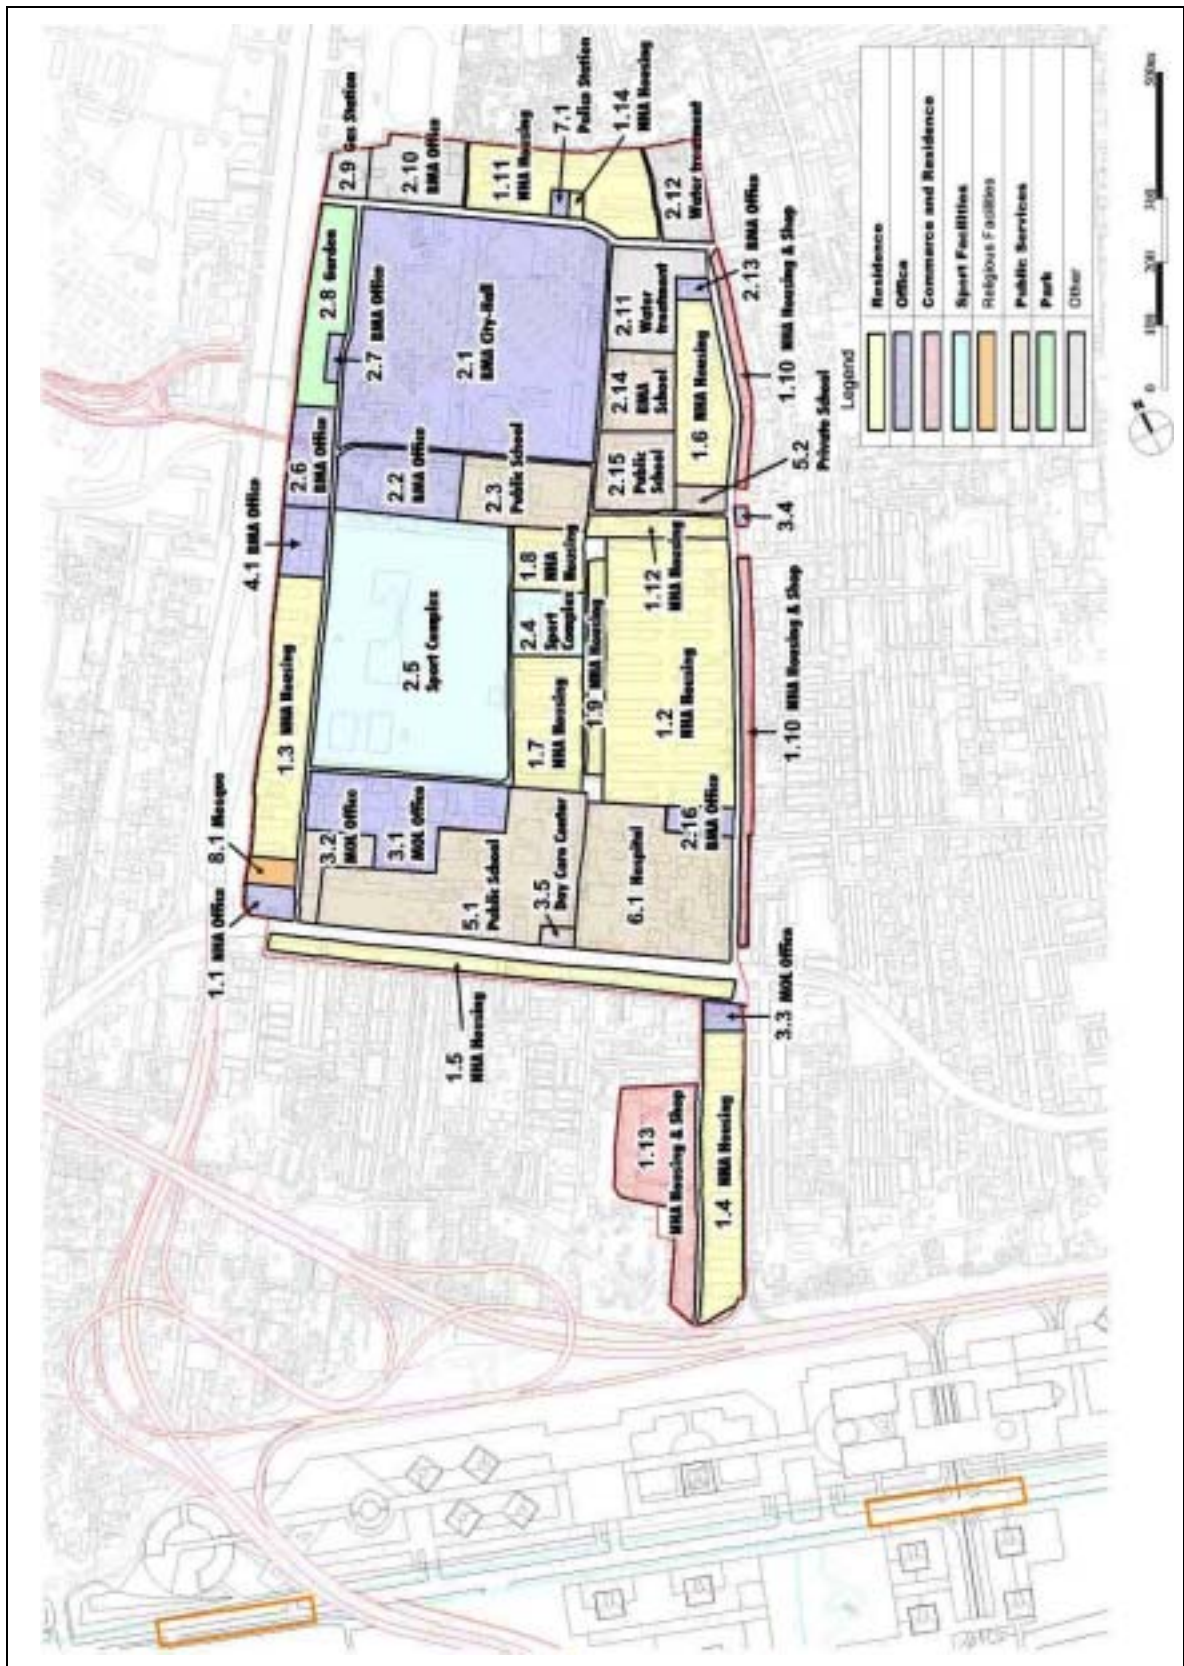 2.9 Gas Station
2.10
BMA Office
1.11
NHA Housing
7.1
Police Station
1.14
NHA Housing
2.12
Water treatment
2.8 Garden
2.7 BMA Office
2.1
BMA City-Hall
2.11
Water
treatment
2.13 BMA Office
2.14
BMA
School
1.6 NHA Housing
1.10 NHA Housing & Shop
2.6
BMA Office
2.2
BMA Office
2.3
Public School
2.15
Public
School
5.2
Private School
4.1 BMA Office
3.4
1.8
NHA
Housing
1.12
NHA Housing
2.4
Sport
Complex
2.5
Sport Complex
1.3 NHA Housing
1.7
NHA Housing
1.9 NHA Housing
1.2
NHA Housing
1.10 NHA Housing & Shop
8.1 Mosque
1.1 NHA Office
3.2
MOL Office
3.1
MOL Office
5.1
Public School
3.5
Day Care Center
6.1 Hospital
2.16
BMA Office
1.5
NHA Housing
3.3 MOL Office
1.13
NHA Housing & Shop
1.4 NHA Housing
Legend
Residence
Office
Commerce and Residence
Sport Facilities
Religious Facilities
Public Services
Park
Other
0 100 200 300 500m